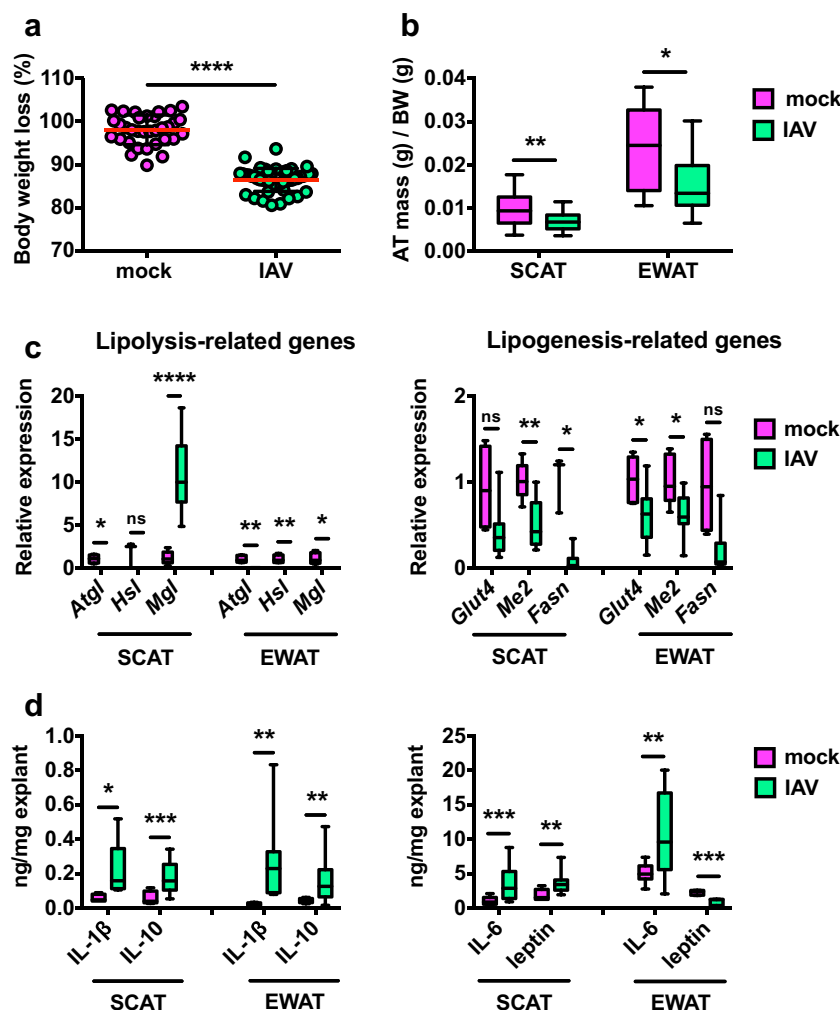 a
Body weight loss (%)
110
100
90
80
70
****
mock
IAV
b
AT mass (g) / BW (g)
0.04
0.03
0.02
0.01
0.00
**
*
SCAT
EWAT
mock
IAV
c
Lipolysis-related genes
Relative expression
20
15
10
5
0
*
ns
****
**
**
*
Atgl
Hsl
Mgl
Atgl
Hsl
Mgl
SCAT
EWAT
Lipogenesis-related genes
Relative expression
2
1
0
ns
**
*
*
*
ns
Glut4
Me2
Fasn
Glut4
Me2
Fasn
SCAT
EWAT
mock
IAV
d
ng/mg explant
1.0
0.8
0.6
0.4
0.2
0.0
*
***
**
**
IL-1β
IL-10
IL-1β
IL-10
SCAT
EWAT
ng/mg explant
25
20
15
10
5
0
***
**
**
***
IL-6
leptin
IL-6
leptin
SCAT
EWAT
mock
IAV